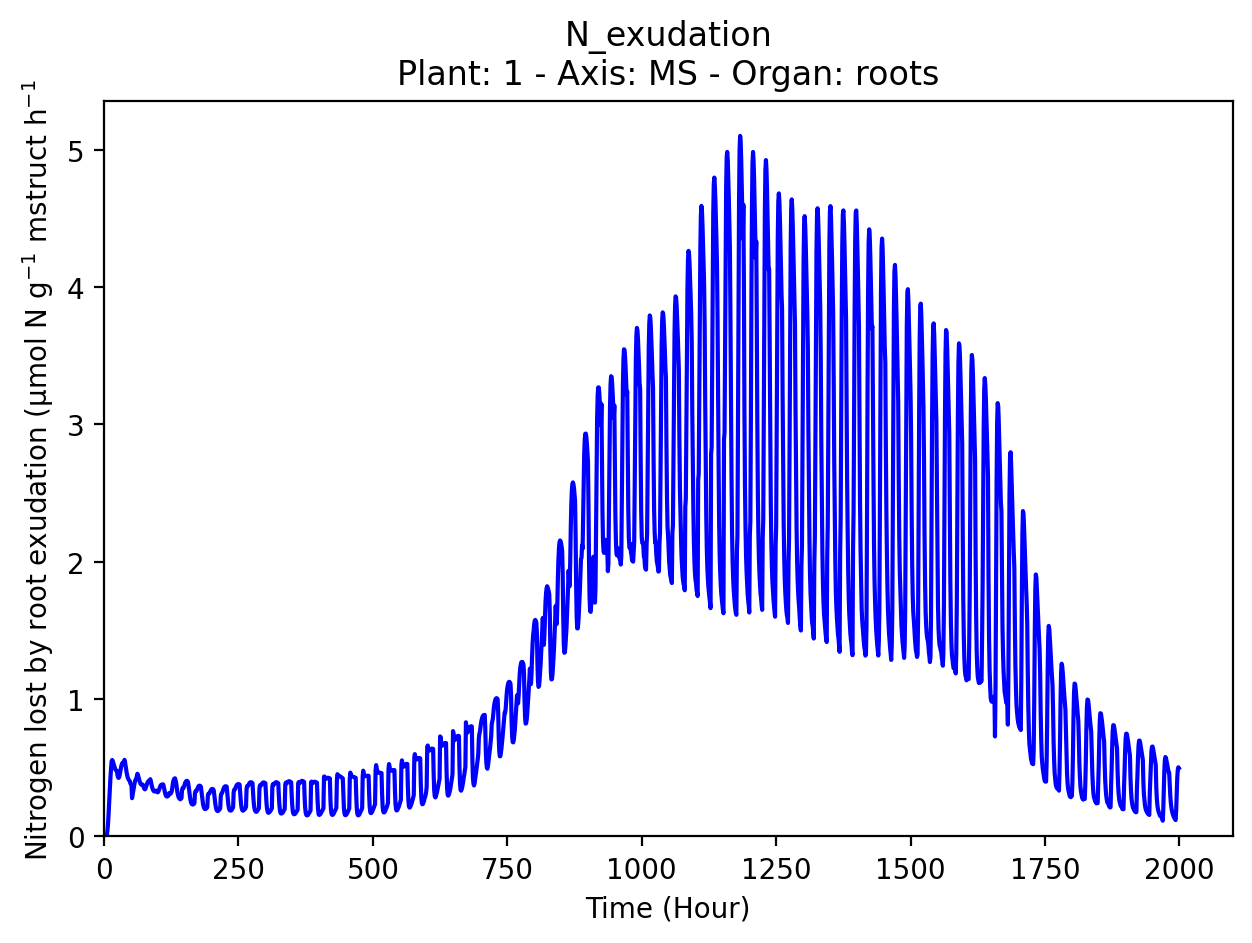 N_exudation
Plant: 1 - Axis: MS - Organ: roots
Nitrogen lost by root exudation (µmol N g⁻¹ mstruct h⁻¹
5
4
3
2
1
0
0 250 500 750 1000 1250 1500 1750 2000
Time (Hour)